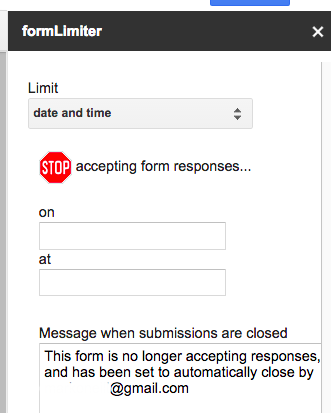 formLimiter ×
Limit
date and time
STOP accepting form responses...
on
at
Message when submissions are closed
This form is no longer accepting responses,
and has been set to automatically close by
@gmail.com